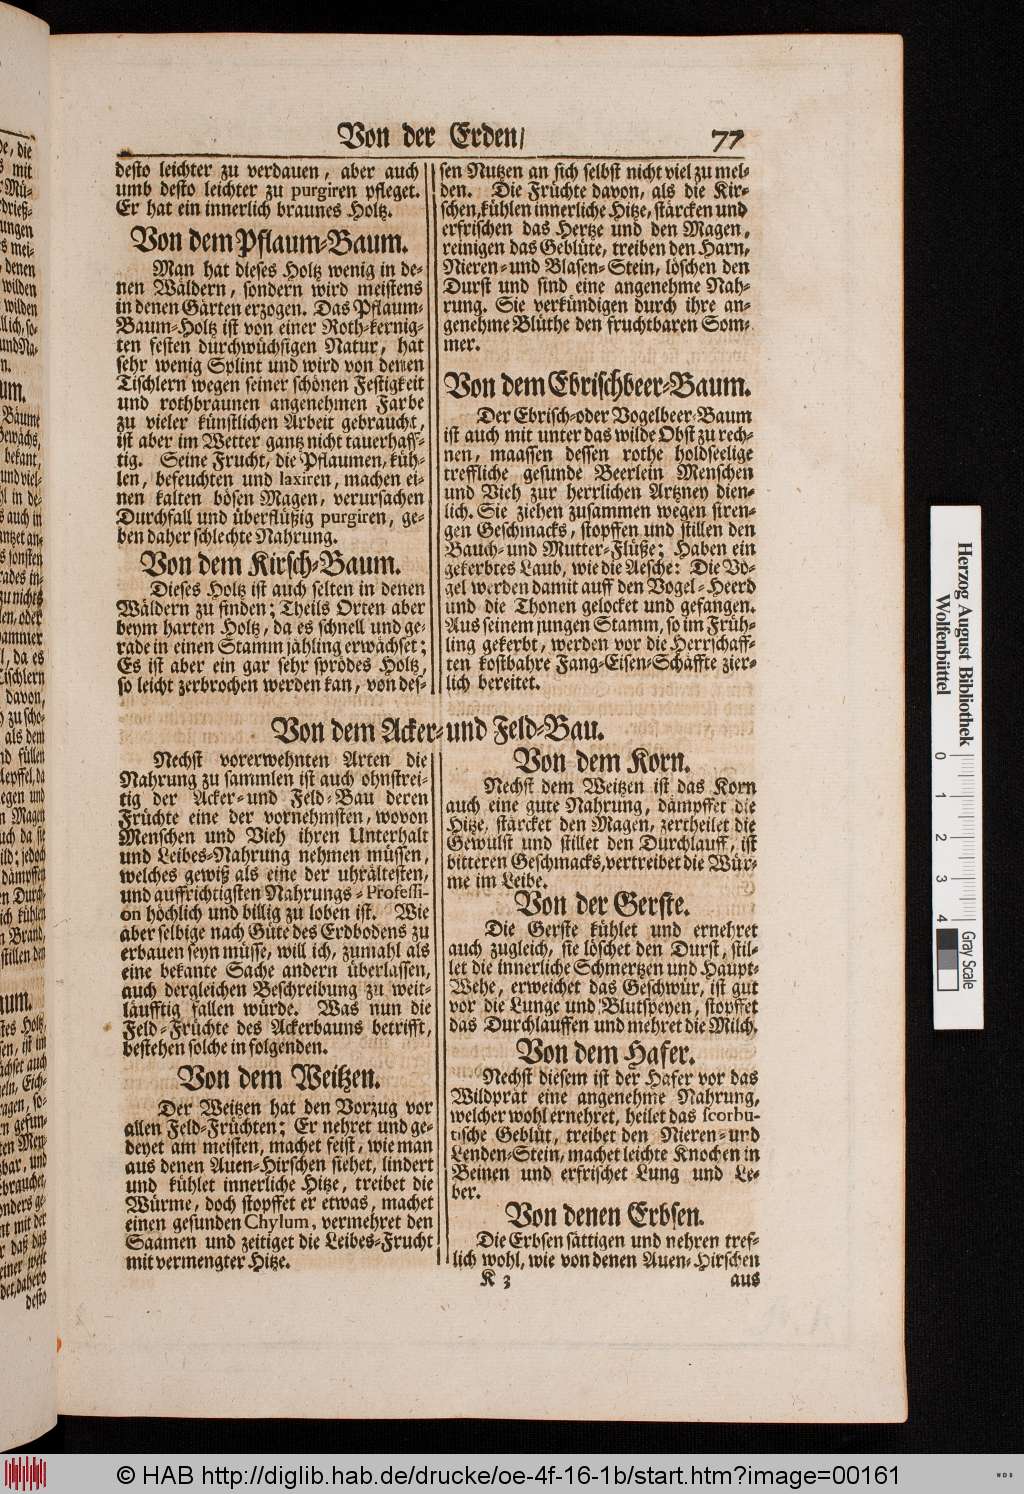 Von der Erden/ 77
desto leichter zu verdauen, aber auch
umb desto leichter zu purgiren pfleget.
Er hat ein innerlich braunes Holtz.
Von dem Pflaum-Baum.
Man hat dieses Holtz wenig in de-
nen Wäldern, sondern wird meistens
in denen Gärten erzogen. Das Pflaum-
Baum-Holtz ist von einer Roth-kernig-
ten festen durchwüchsigen Natur, hat
sehr wenig Splint und wird von denen
Tischlern wegen seiner schönen Festigkeit
und rothbraunen angenehmen Farbe
zu vieler künstlichen Arbeit gebraucht,
ist aber im Wetter gantz nicht tauerhaff-
tig. Seine Frucht, die Pflaumen, küh-
len, befeuchten und laxiren, machen ei-
nen kalten bösen Magen, verursachen
Durchfall und überflüßig purgiren, ge-
ben daher schlechte Nahrung.
Von dem Kirsch-Baum.
Dieses Holtz ist auch selten in denen
Wäldern zu finden; Theils Orten aber
beym harten Holtz, da es schnell und ge-
rade in einen Stamm jähling erwächset;
Es ist aber ein gar sehr sprödes Holtz,
so leicht zerbrochen werden kan, von des-
sen Nutzen an sich selbst nicht viel zu mel-
den. Die Früchte davon, als die Kir-
schen, kühlen innerliche Hitze, stärcken und
erfrischen das Hertze und den Magen,
reinigen das Geblüte, treiben den Harn,
Nieren- und Blasen-Stein, löschen den
Durst und sind eine angenehme Nah-
rung. Sie verkündigen durch ihre an-
genehme Blüthe den fruchtbaren Som-
mer.
Von dem Ebrischbeer-Baum.
Der Ebrisch- oder Vogelbeer-Baum
ist auch mit unter das wilde Obst zu rech-
nen, maassen dessen rothe holdseelige
treffliche gesunde Beerlein Menschen
und Vieh zur herrlichen Artzney dien-
lich. Sie ziehen zusammen wegen stren-
gen Geschmacks, stopffen und stillen den
Bauch- und Mutter-Flüße; Haben ein
gekerbtes Laub, wie die Aesche: Die Vö-
gel werden damit auff den Vogel-Heerd
und die Thonen gelocket und gefangen.
Aus seinem jungen Stamm, so im Früh-
ling gekerbt, werden vor die Herrschaff-
ten kostbahre Fang-Eisen-Schäffte zier-
lich bereitet.
Von dem Acker- und Feld-Bau.
Nechst vorerwehnten Arten die
Nahrung zu sammlen ist auch ohnstrei-
tig der Acker- und Feld-Bau deren
Früchte eine der vornehmsten, wovon
Menschen und Vieh ihren Unterhalt
und Leibes-Nahrung nehmen müssen,
welches gewiß als eine der uhrältesten,
und auffrichtigsten Nahrungs-Professi-
on höchlich und billig zu loben ist. Wie
aber selbige nach Güte des Erdbodens zu
erbauen seyn müsse, will ich, zumahl als
eine bekante Sache andern überlassen,
auch dergleichen Beschreibung zu weit-
läufftig fallen würde. Was nun die
Feld-Früchte des Ackerbauns betrifft,
bestehen solche in folgenden.
Von dem Weitzen.
Der Weitzen hat den Vorzug vor
allen Feld-Früchten; Er nehret und ge-
deyet am meisten, machet feist, wie man
aus denen Auen-Hirschen siehet, lindert
und kühlet innerliche Hitze, treibet die
Würme, doch stopffet er etwas, machet
einen gesunden Chylum, vermehret den
Saamen und zeitiget die Leibes-Frucht
mit vermengter Hitze.
Von dem Korn.
Nechst dem Weitzen ist das Korn
auch eine gute Nahrung, dämpffet die
Hitze, stärcket den Magen, zertheilet die
Gewulst und stillet den Durchlauff, ist
bitteren Geschmacks, vertreibet die Wür-
me im Leibe.
Von der Gerste.
Die Gerste kühlet und ernehret
auch zugleich, sie löschet den Durst, stil-
let die innerliche Schmertzen und Haupt-
Wehe, erweichet das Geschwür, ist gut
vor die Lunge und Blutspeyen, stopffet
das Durchlauffen und mehret die Milch.
Von dem Hafer.
Nechst diesem ist der Hafer vor das
Wildprät eine angenehme Nahrung,
welcher wohl ernehret, heilet das scorbu-
tische Geblüt, treibet den Nieren- und
Lenden-Stein, machet leichte Knochen in
Beinen und erfrischet Lung und Le-
ber.
Von denen Erbsen.
Die Erbsen sättigen und nehren tref-
lich wohl, wie von denen Auen-Hirschen
K 3 aus
Herzog August Bibliothek
Wolfenbüttel
0 1 2 3 4
Gray Scale
© HAB http://diglib.hab.de/drucke/oe-4f-16-1b/start.htm?image=00161